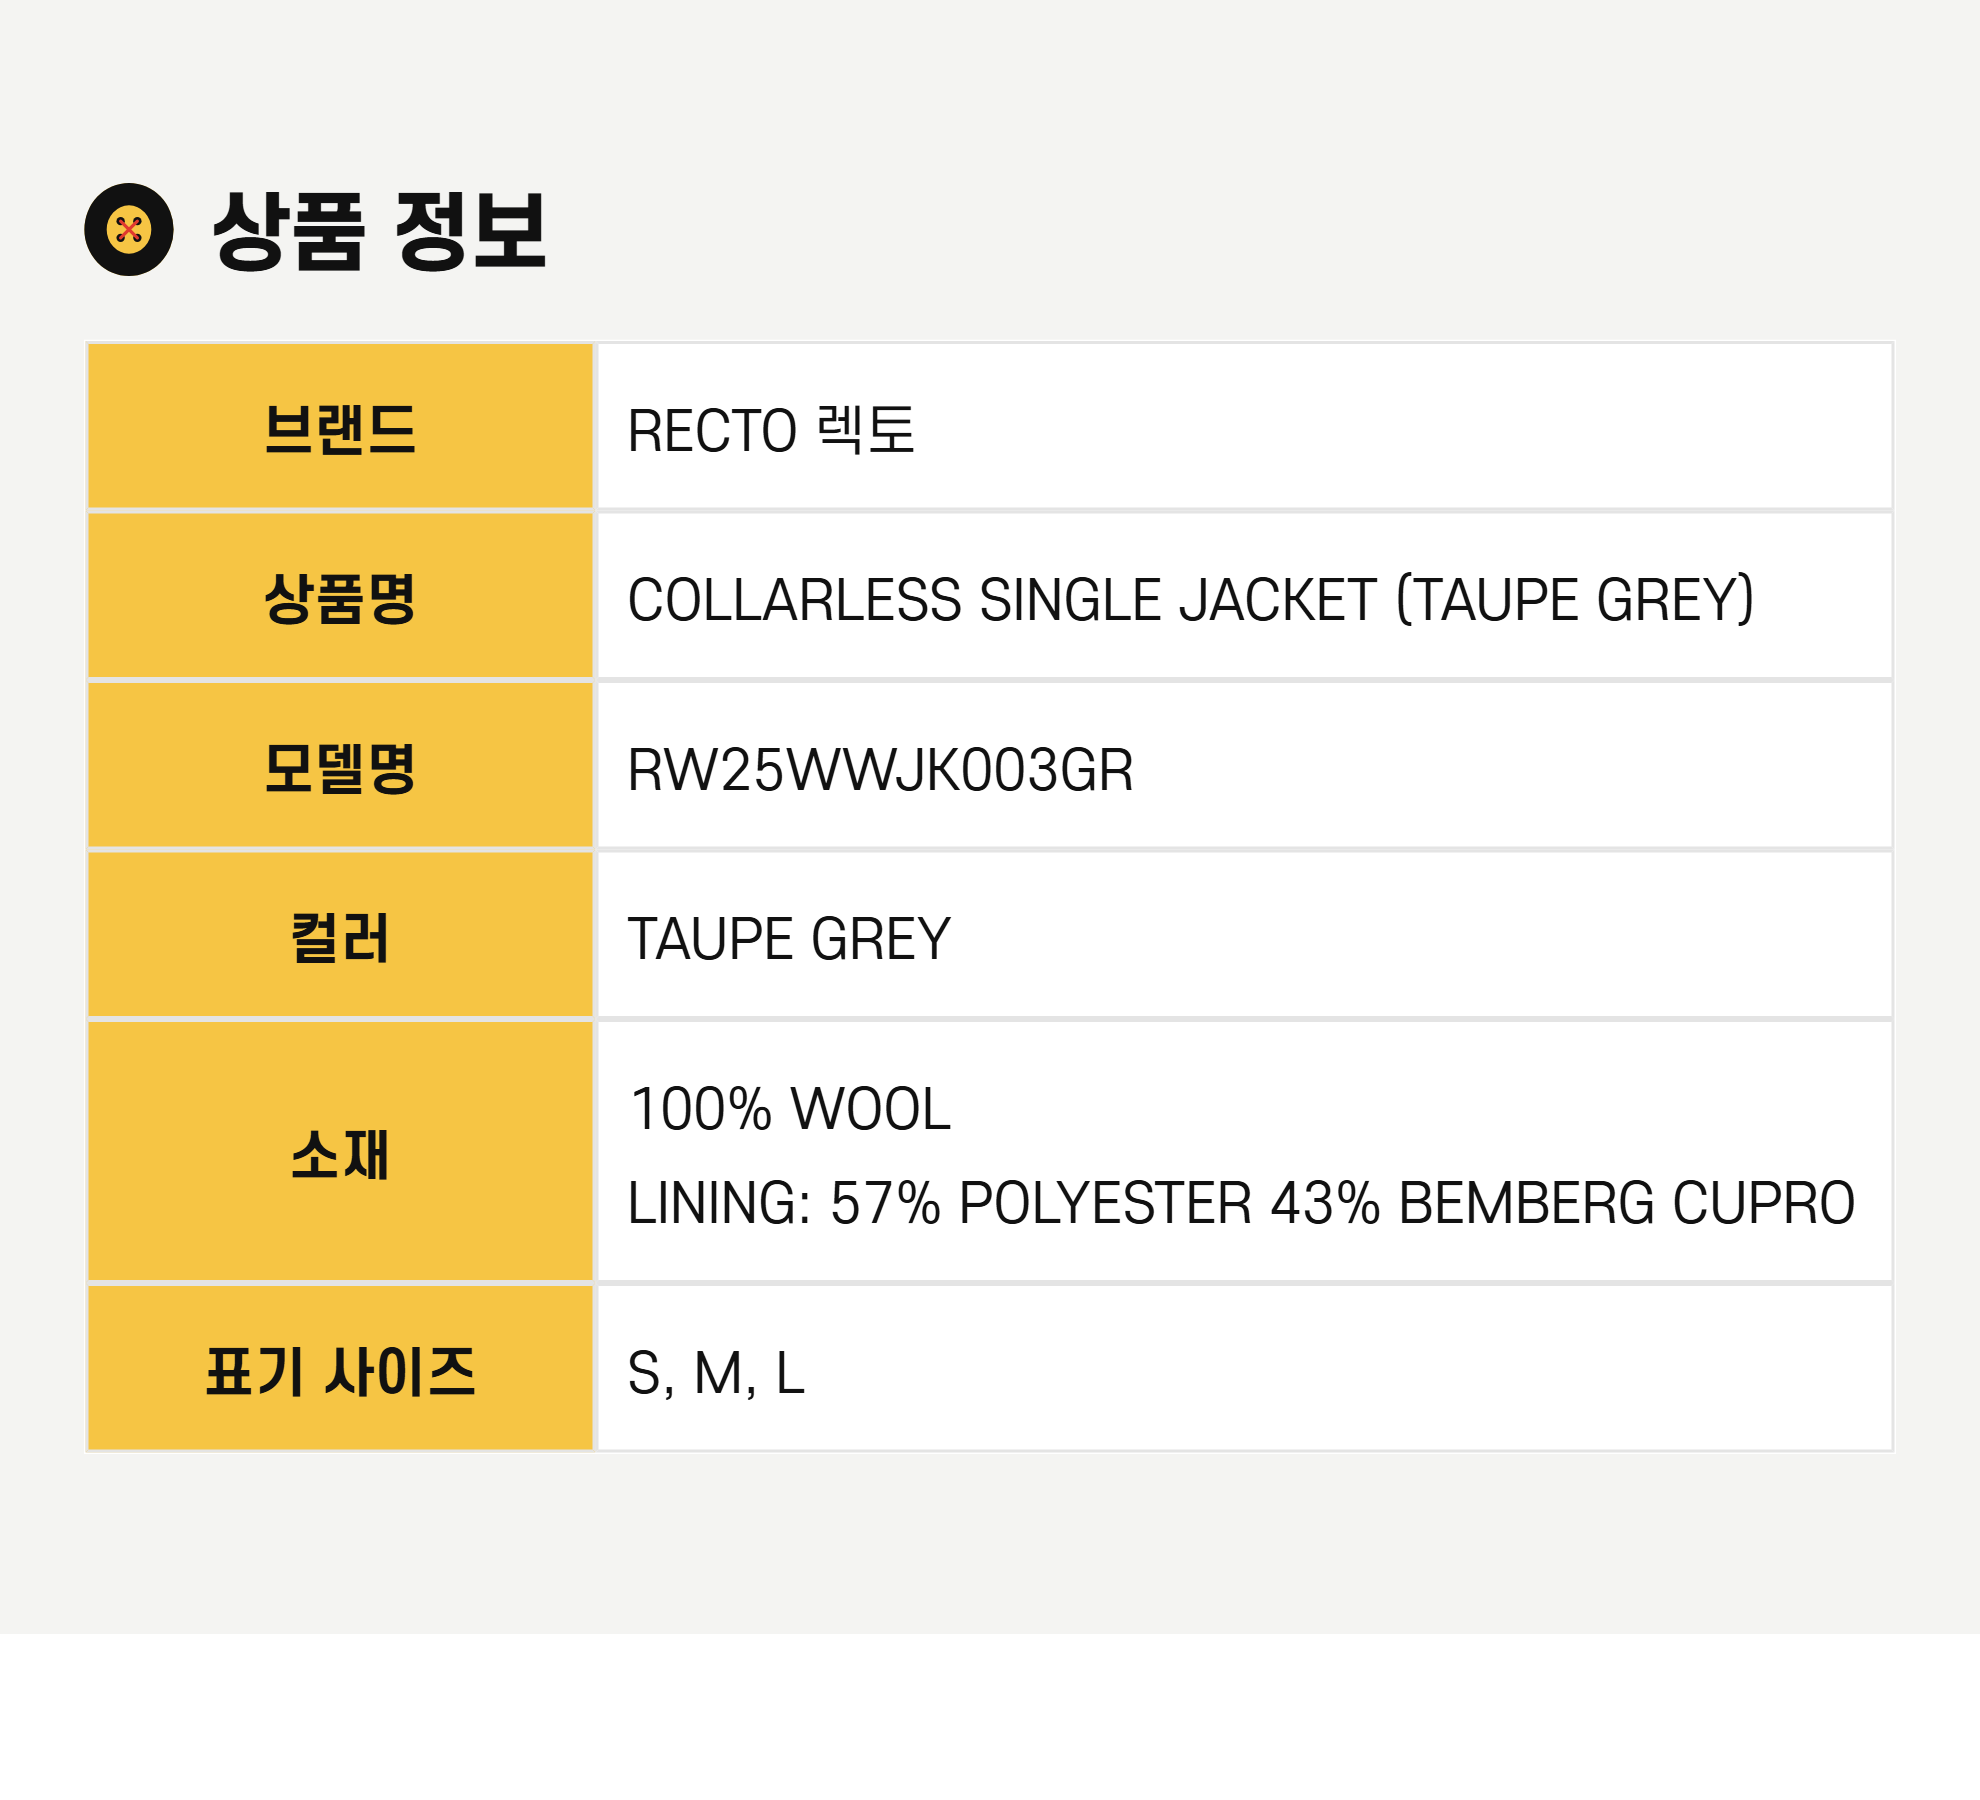 상품 정보
브랜드
RECTO 렉토
상품명
COLLARLESS SINGLE JACKET (TAUPE GREY)
모델명
RW25WWJK003GR
컬러
TAUPE GREY
소재
100% WOOL
LINING: 57% POLYESTER 43% BEMBERG CUPRO
표기 사이즈
S, M, L